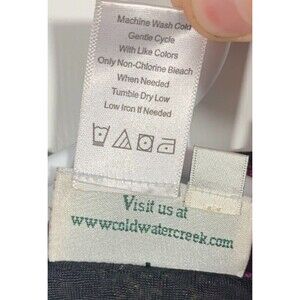 Machine Wash Cold
Gentle Cycle
With Like Colors
Only Non-Chlorine Bleach
When Needed
Tumble Dry Low
Low Iron If Needed
Visit us at
www.coldwatercreek.com